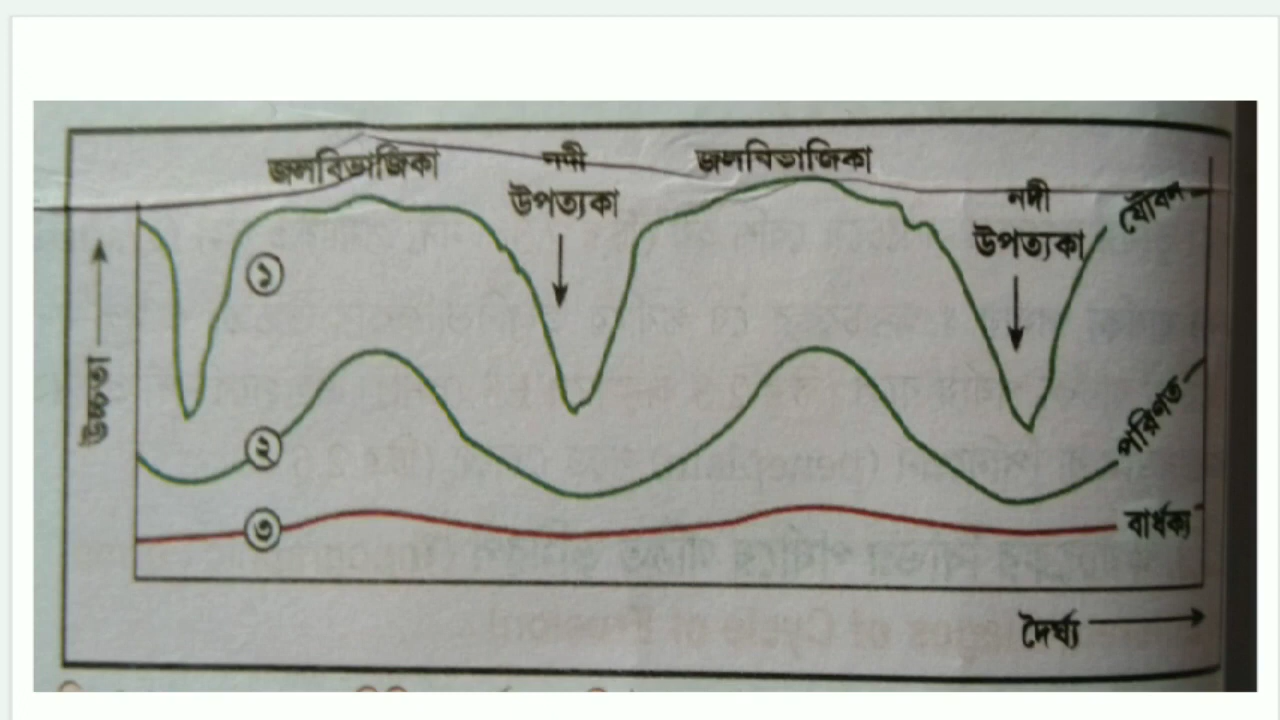 জলবিভাজিকা
নদী
উপত্যকা
জলবিভাজিকা
নদী
উপত্যকা
যৌবন
১
উচ্চতা
২
পরিণত
৩
বার্ধক্য
দৈর্ঘ্য